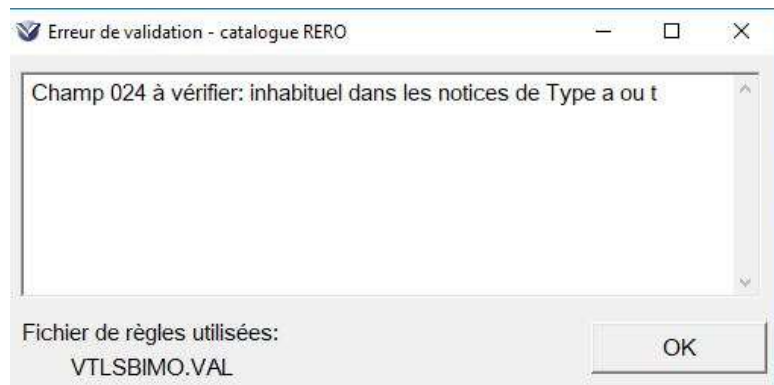 Erreur de validation - catalogue RERO
Champ 024 à vérifier: inhabituel dans les notices de Type a ou t
Fichier de règles utilisées:
VTLSBIMO.VAL
OK